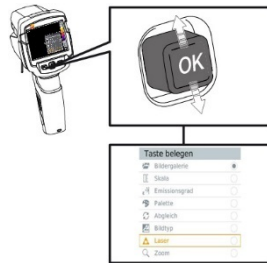 OK
Taste belegen
Bildergalerie
Skala
Emissionsgrad
Palette
Abgleich
Bildtyp
Laser
Zoom